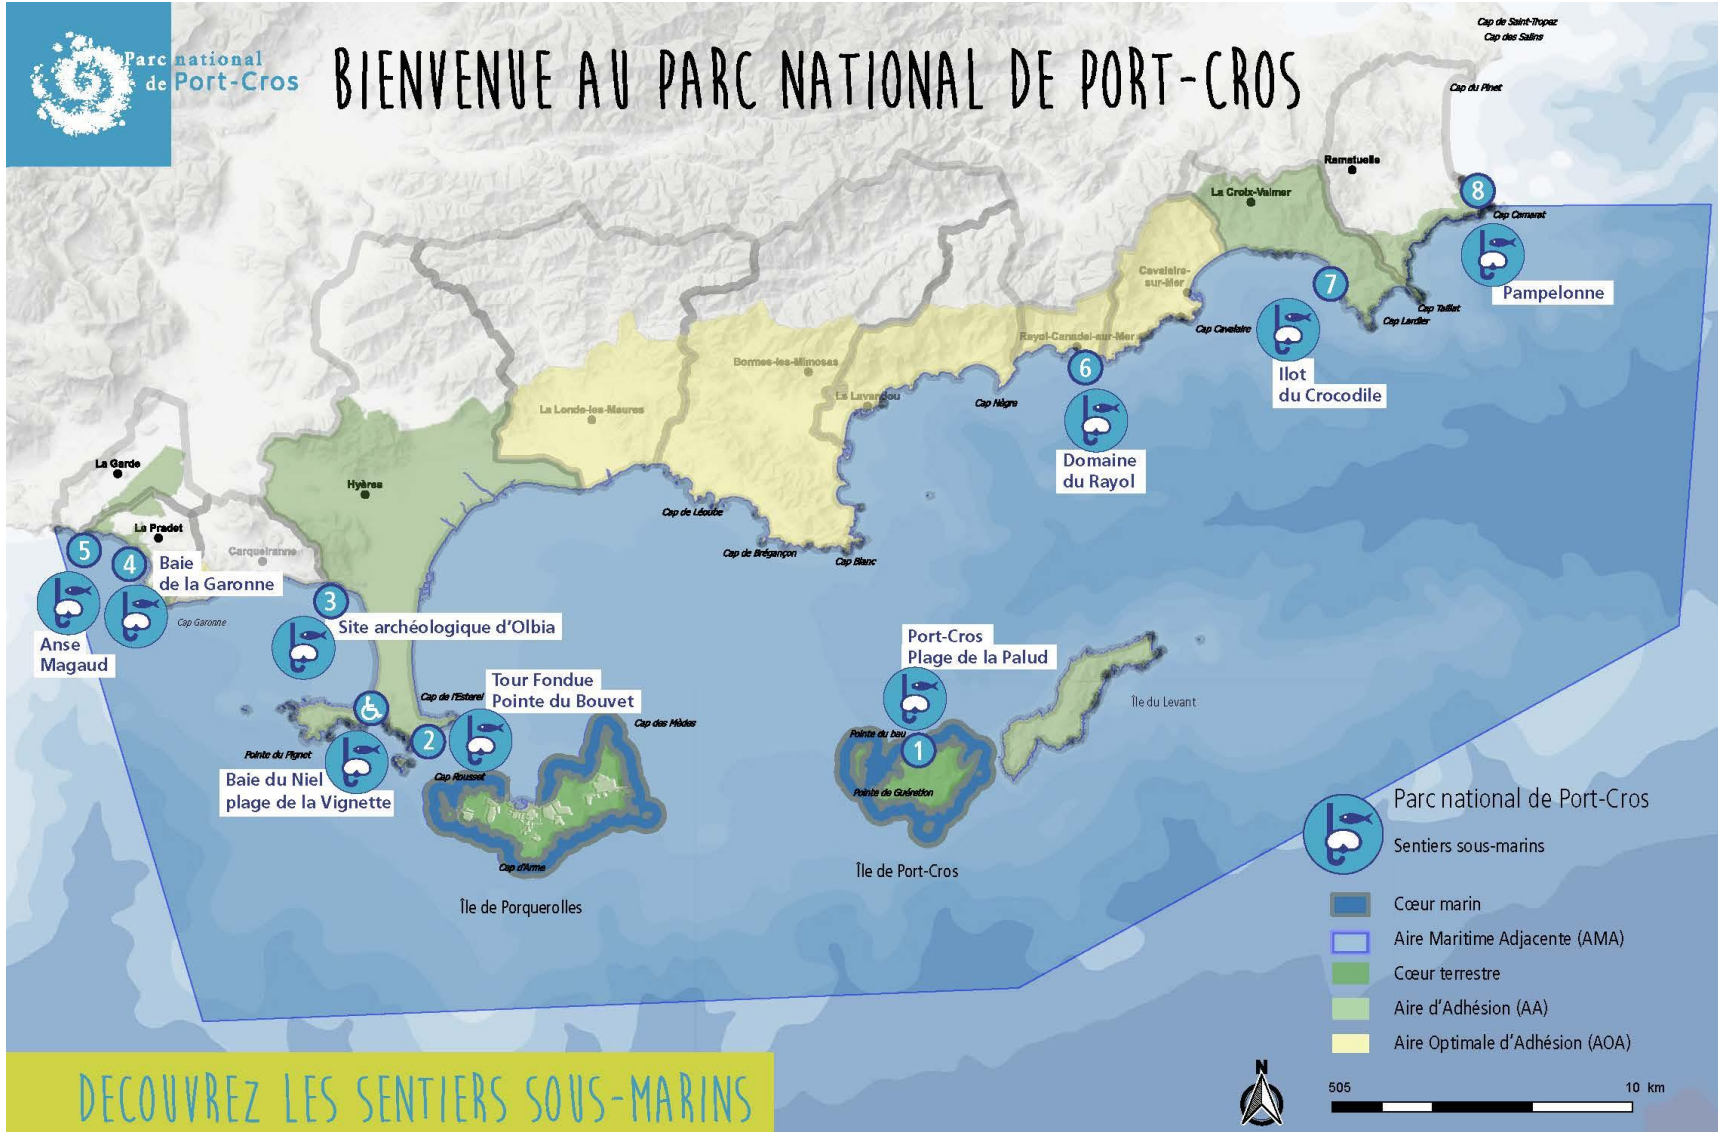 Parc national
de Port-Cros
BIENVENUE AU PARC NATIONAL DE PORT-CROS
Cap de Saint-Tropez
Cap des Salins
Cap du Pinet
Ramatuelle
La Croix-Valmer
8
Cap Camarat
Pampelonne
Cavalaire-
sur-Mer
7
Cap Taillat
Cap Lardier
Cap Cavalaire
Ilot
du Crocodile
Rayol-Canadel-sur-Mer
6
Domaine
du Rayol
Bormes-les-Mimosas
Le Lavandou
Cap Nègre
La Londe-les-Maures
La Garde
Hyères
Cap de Léoube
Le Pradet
Cap de Brégançon
Cap Blanc
Carqueiranne
5
4
Baie
de la Garonne
3
Cap Garonne
Site archéologique d'Olbia
Anse
Magaud
Port-Cros
Plage de la Palud
Tour Fondue
Pointe du Bouvet
Cap de l'Esterel
Île du Levant
Cap des Mèdes
Pointe du bau
2
1
Pointe du Pignet
Cap Rousset
Baie du Niel
plage de la Vignette
Pointe de Guéretion
Cap d'Arme
Île de Port-Cros
Île de Porquerolles
Parc national de Port-Cros
Sentiers sous-marins
Cœur marin
Aire Maritime Adjacente (AMA)
Cœur terrestre
Aire d'Adhésion (AA)
Aire Optimale d'Adhésion (AOA)
N
505 10 km
DECOUVREZ LES SENTIERS SOUS-MARINS